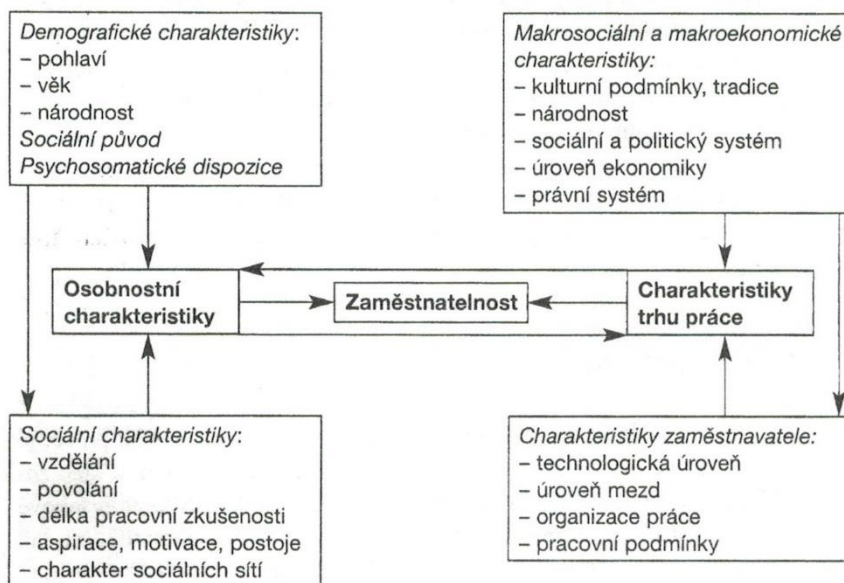 Demografické charakteristiky:
– pohlaví
– věk
– národnost
Sociální původ
Psychosomatické dispozice
Makrosociální a makroekonomické
charakteristiky:
– kulturní podmínky, tradice
– národnost
– sociální a politický systém
– úroveň ekonomiky
– právní systém
Osobnostní
charakteristiky
Zaměstnatelnost
Charakteristiky
trhu práce
Sociální charakteristiky:
– vzdělání
– povolání
– délka pracovní zkušenosti
– aspirace, motivace, postoje
– charakter sociálních sítí
Charakteristiky zaměstnavatele:
– technologická úroveň
– úroveň mezd
– organizace práce
– pracovní podmínky